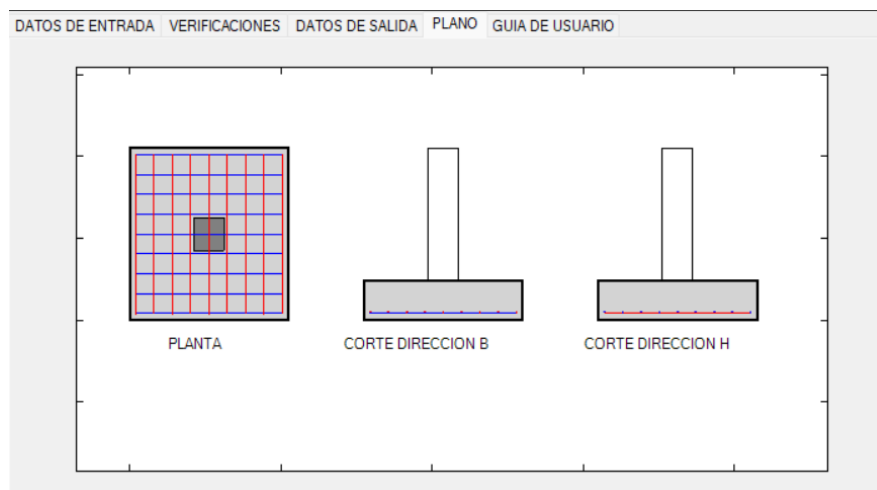 DATOS DE ENTRADA VERIFICACIONES DATOS DE SALIDA PLANO GUIA DE USUARIO
PLANTA CORTE DIRECCION B CORTE DIRECCION H